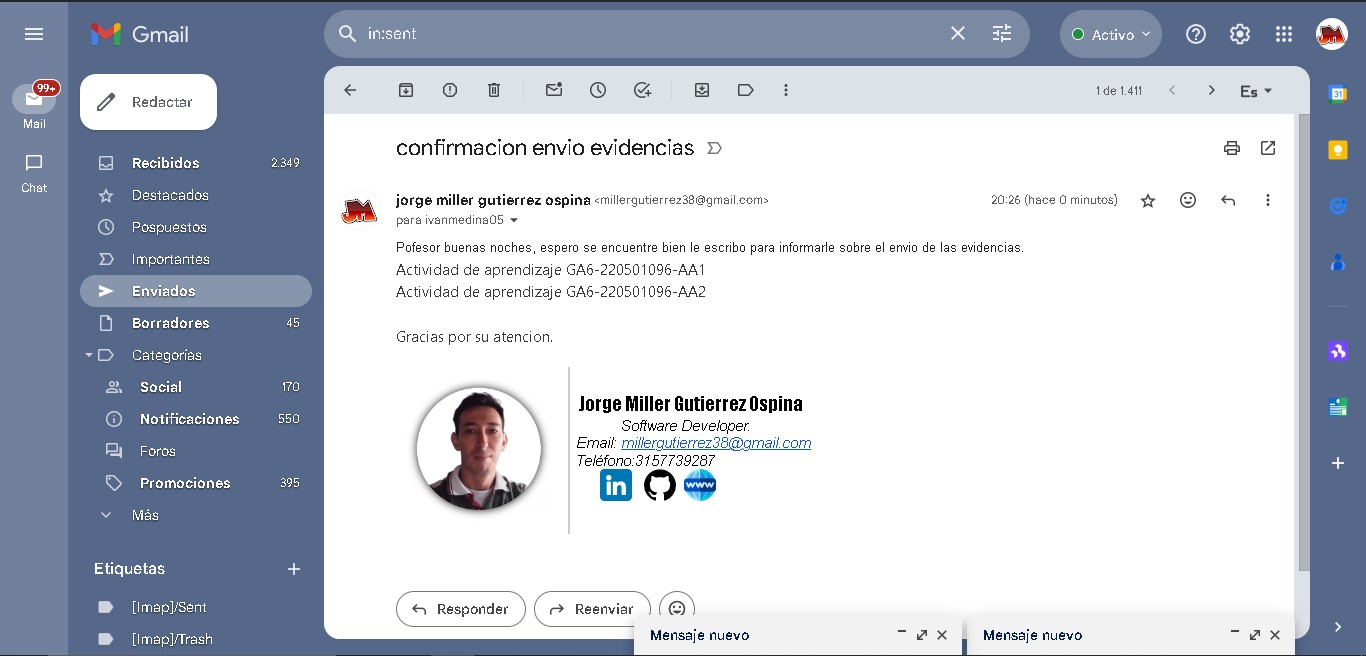 Gmail
in:sent
Activo
99+
Mail
Chat
Redactar
Recibidos 2.349
Destacados
Pospuestos
Importantes
Enviados
Borradores 45
Categorías
Social 170
Notificaciones 550
Foros
Promociones 395
Más
Etiquetas
[Imap]/Sent
[Imap]/Trash
1 de 1.411
Es
confirmacion envio evidencias
jorge miller gutierrez ospina <millergutierrez38@gmail.com>
20:26 (hace 0 minutos)
para ivanmedina05
Pofesor buenas noches, espero se encuentre bien le escribo para informarle sobre el envio de las evidencias.
Actividad de aprendizaje GA6-220501096-AA1
Actividad de aprendizaje GA6-220501096-AA2
Gracias por su atencion.
Jorge Miller Gutierrez Ospina
Software Developer.
Email: millergutierrez38@gmail.com
Teléfono:3157739287
in
www
Responder
Reenviar
Mensaje nuevo
Mensaje nuevo
31